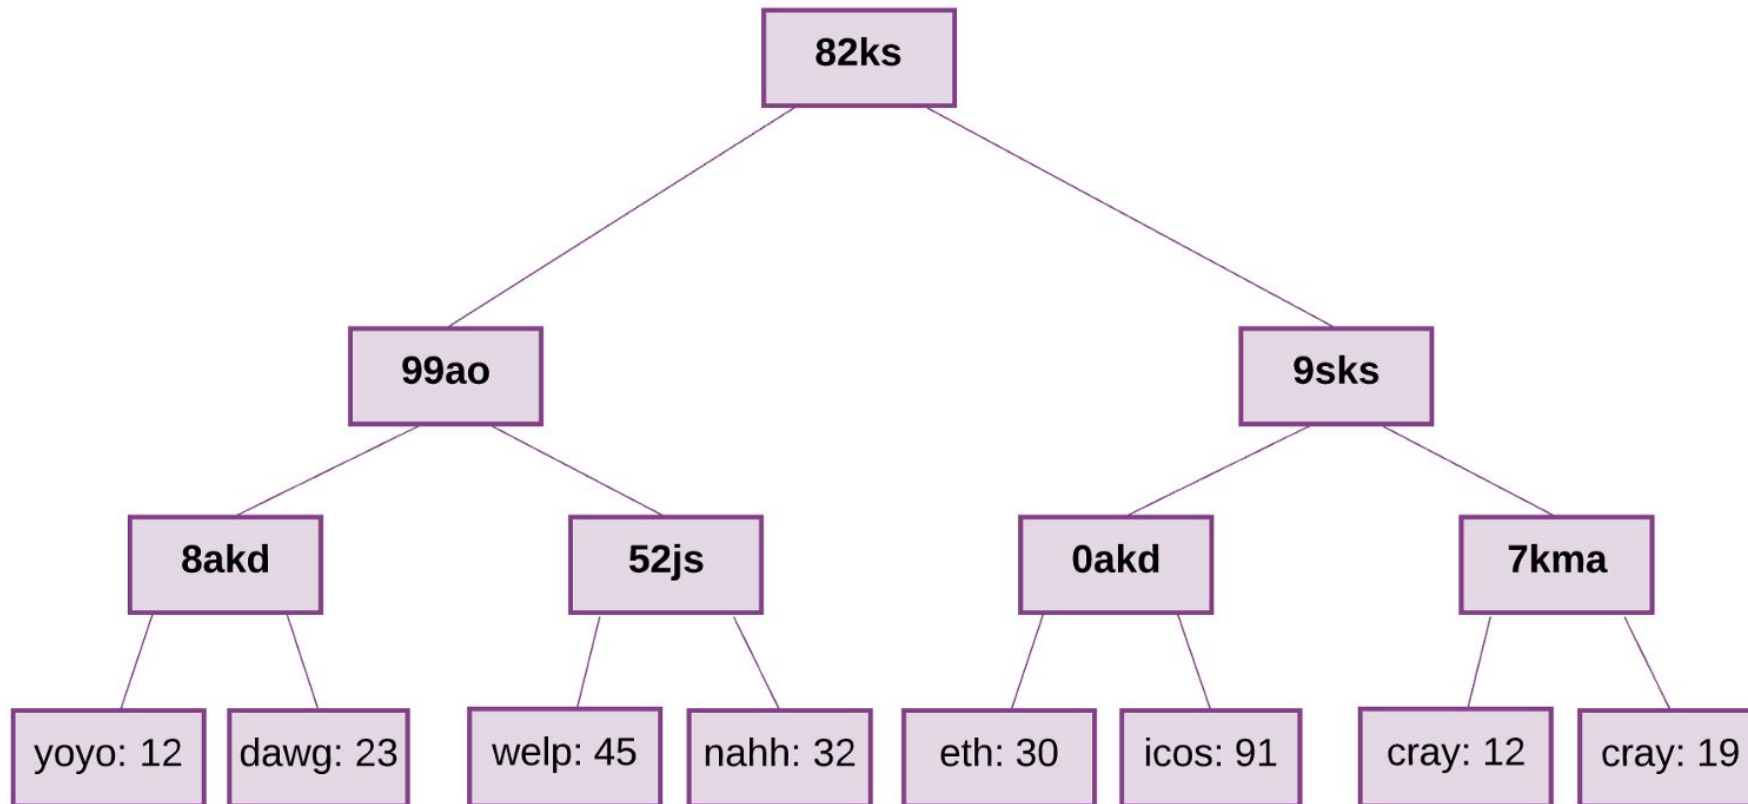 82ks
99ao
9sks
8akd
52js
0akd
7kma
yoyo: 12
dawg: 23
welp: 45
nahh: 32
eth: 30
icos: 91
cray: 12
cray: 19